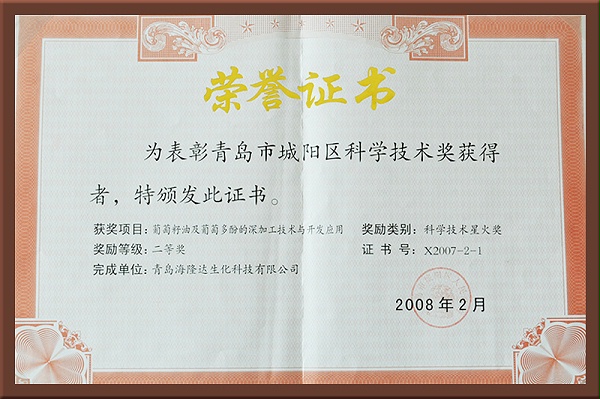 荣誉证书
为表彰青岛市城阳区科学技术奖获得
者，特颁发此证书。
获奖项目：葡萄籽油及葡萄多酚的深加工技术与开发应用
奖励类别：科学技术星火奖
奖励等级：二等奖
证 书 号：X2007-2-1
完成单位：青岛海隆达生化科技有限公司
2008年2月